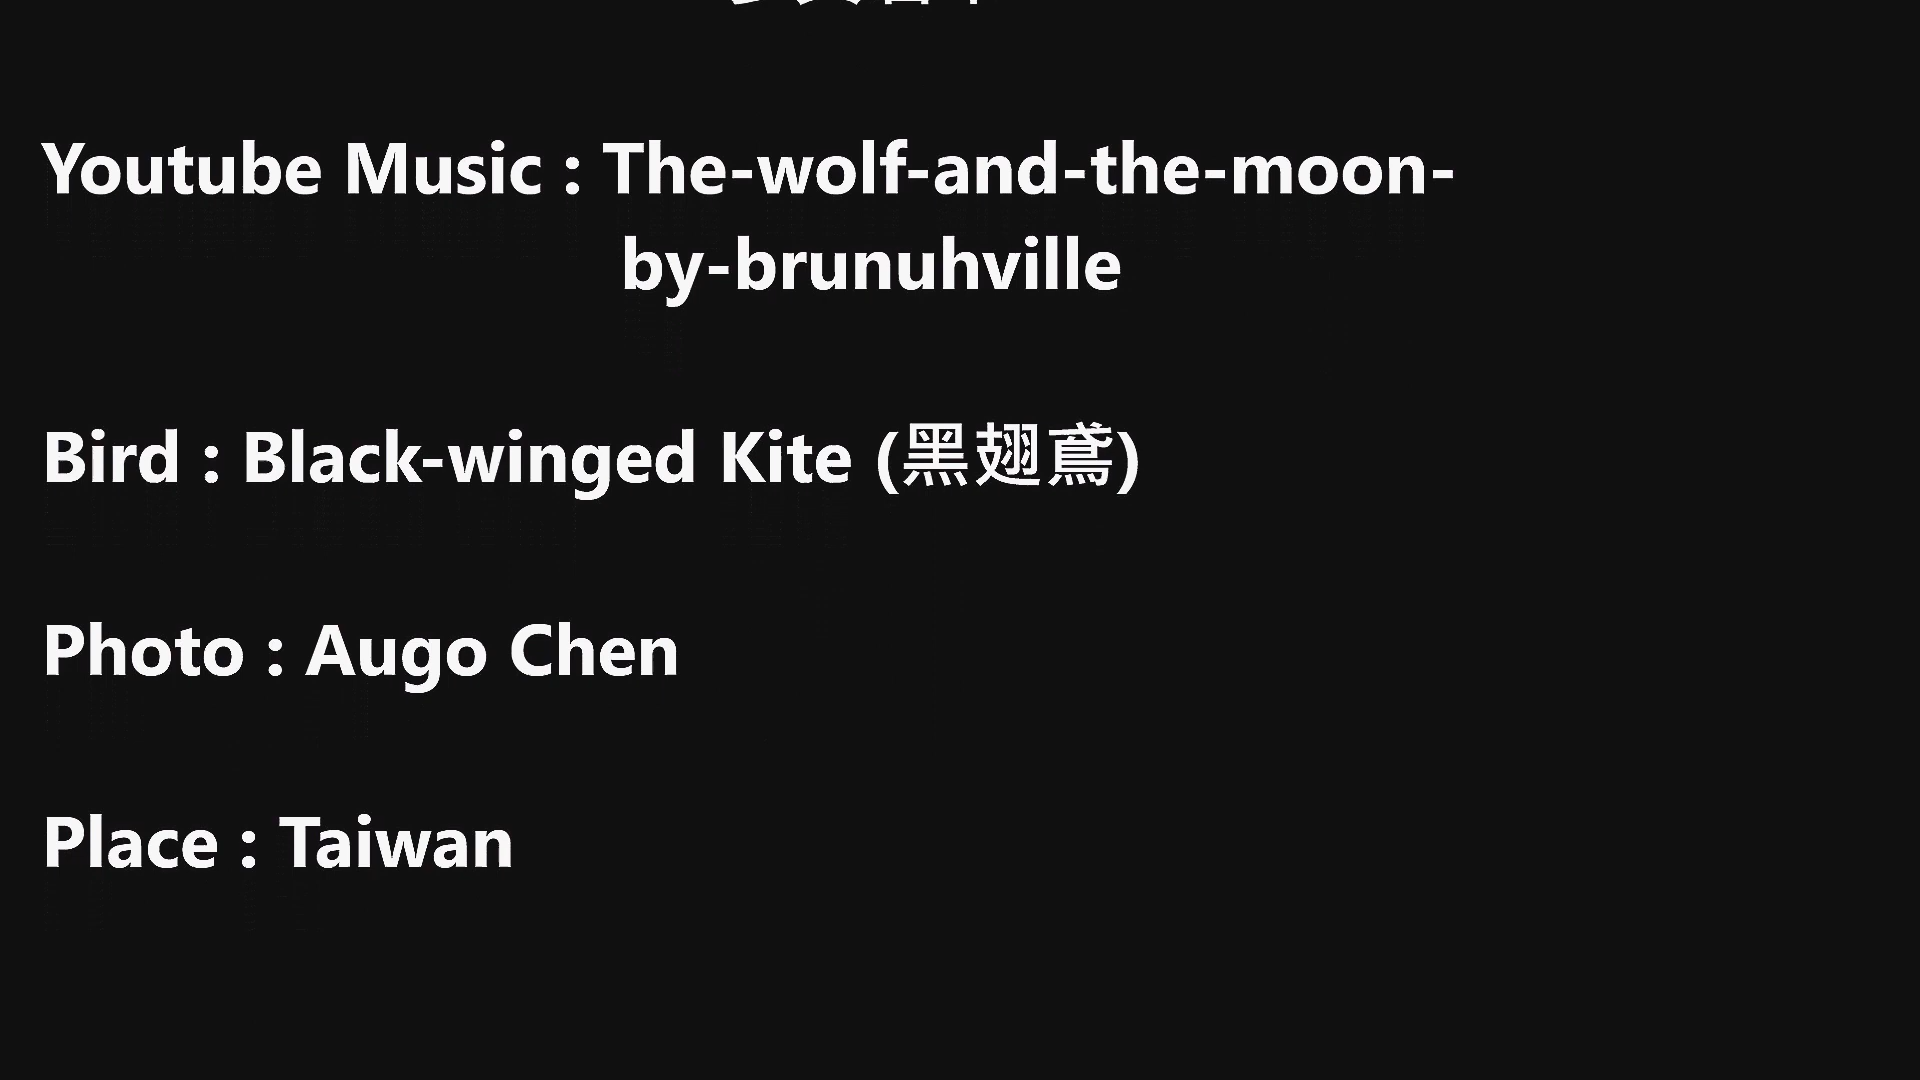 Youtube Music : The-wolf-and-the-moon-
by-brunuhville
Bird : Black-winged Kite (黑翅鳶)
Photo : Augo Chen
Place : Taiwan